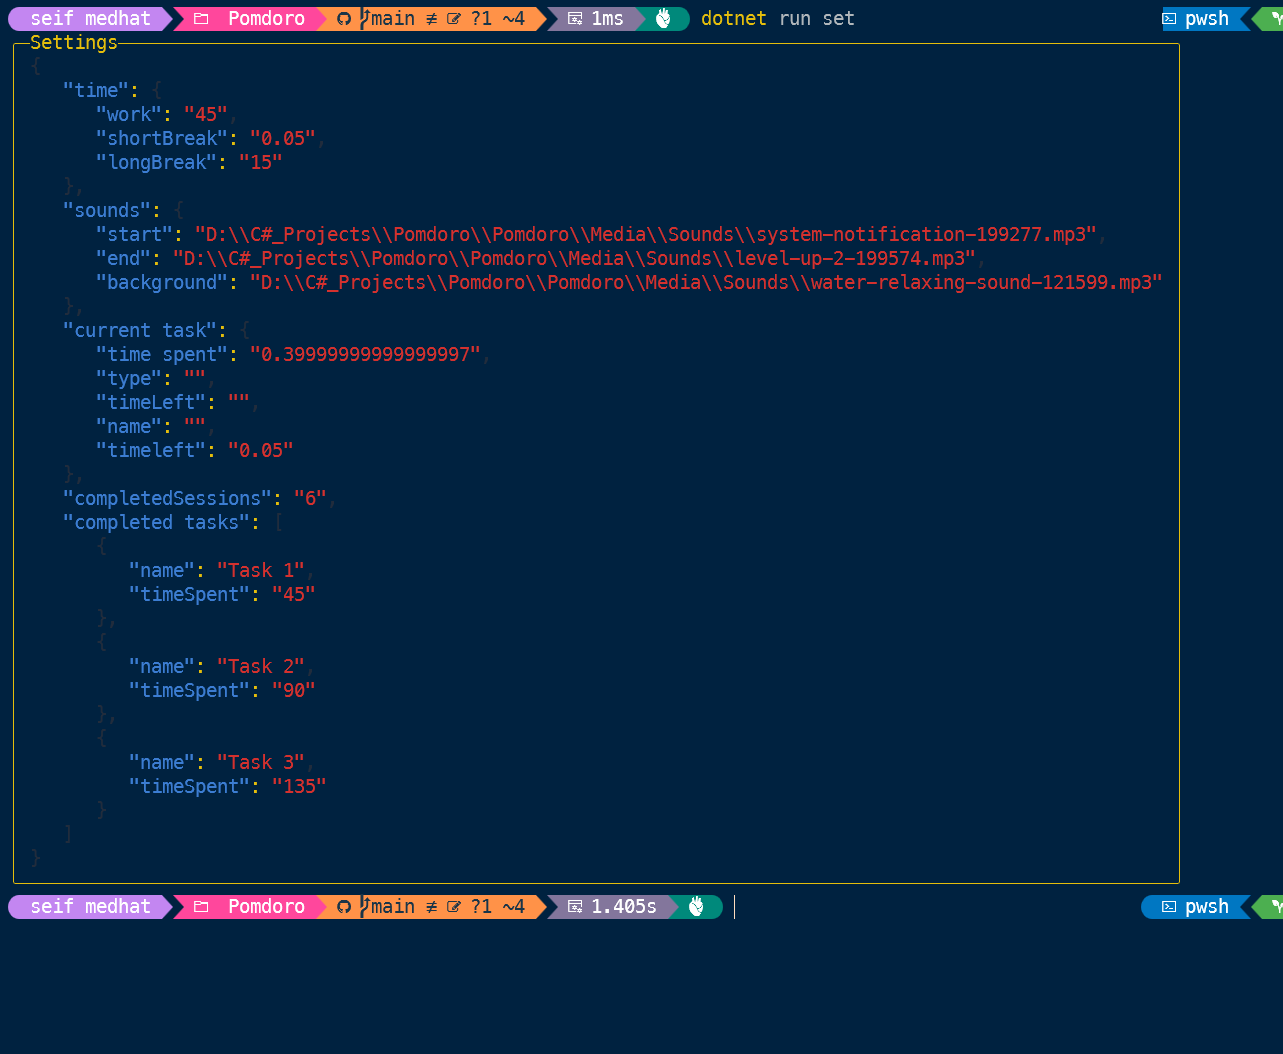 seif medhat Pomdoro main ≢ ?1 ~4 1ms dotnet run set pwsh
Settings
{
"time": {
"work": "45",
"shortBreak": "0.05",
"longBreak": "15"
},
"sounds": {
"start": "D:\\C#_Projects\\Pomdoro\\Pomdoro\\Media\\Sounds\\system-notification-199277.mp3",
"end": "D:\\C#_Projects\\Pomdoro\\Pomdoro\\Media\\Sounds\\level-up-2-199574.mp3",
"background": "D:\\C#_Projects\\Pomdoro\\Pomdoro\\Media\\Sounds\\water-relaxing-sound-121599.mp3"
},
"current task": {
"time spent": "0.39999999999999997",
"type": "",
"timeLeft": "",
"name": "",
"timeleft": "0.05"
},
"completedSessions": "6",
"completed tasks": [
{
"name": "Task 1",
"timeSpent": "45"
},
{
"name": "Task 2",
"timeSpent": "90"
},
{
"name": "Task 3",
"timeSpent": "135"
}
]
}
seif medhat Pomdoro main ≢ ?1 ~4 1.405s pwsh